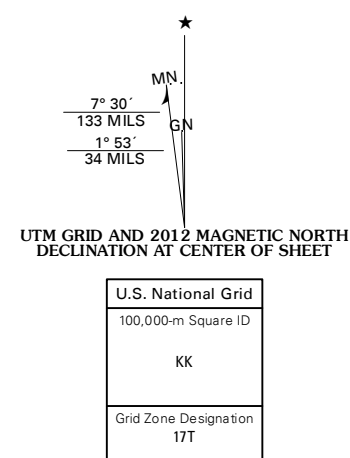 ★
M.N.
7° 30´
133 MILS
GN
1° 53´
34 MILS
UTM GRID AND 2012 MAGNETIC NORTH
DECLINATION AT CENTER OF SHEET
U.S. National Grid
100,000-m Square ID
KK
Grid Zone Designation
17T